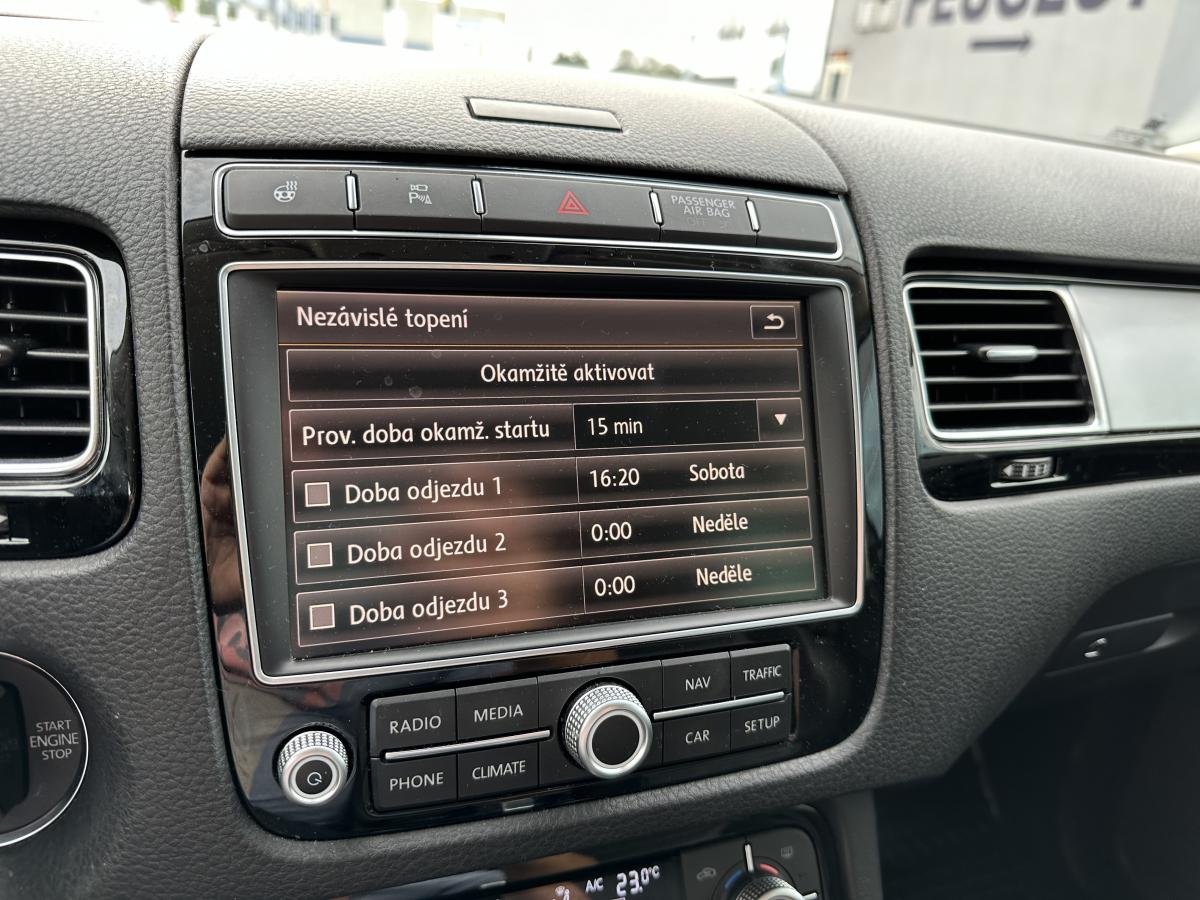 PEUGEOT
PASSENGER
AIR BAG
OFF
Nezávislé topení
Okamžitě aktivovat
Prov. doba okamž. startu 15 min
Doba odjezdu 1 16:20 Sobota
Doba odjezdu 2 0:00 Neděle
Doba odjezdu 3 0:00 Neděle
RADIO MEDIA NAV TRAFFIC
PHONE CLIMATE CAR SETUP
START
ENGINE
STOP
A/C 23.0°C